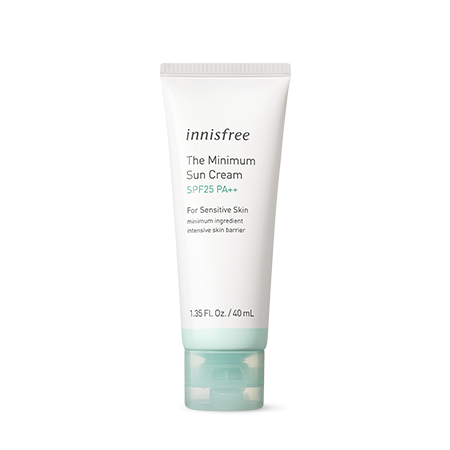 innisfree
The Minimum
Sun Cream
SPF25 PA++
For Sensitive Skin
minimum ingredient
intensive skin barrier
1.35 FL Oz. / 40 mL